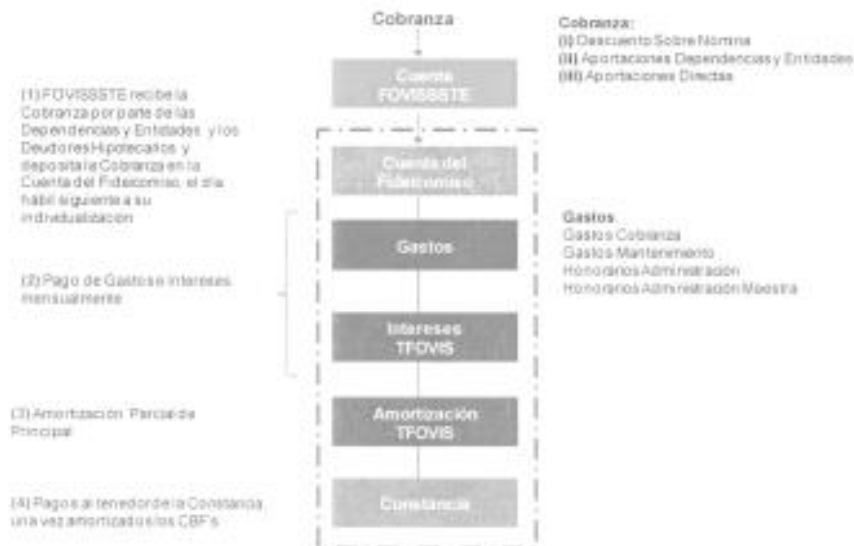 Cobranza
Cobranza:
(i) Descuento Sobre Nómina
(ii) Aportaciones Dependencias y Entidades
(iii) Aportaciones Directas
Cuenta
FOVISSSTE
(1) FOVISSSTE recibe la
Cobranza por parte de las
Dependencias y Entidades y los
Deudores Hipotecarios y
deposita la Cobranza en la
Cuenta del Fideicomiso, el día
hábil siguiente a su
individualización
Cuenta del
Fideicomiso
Gastos
Gastos
Gastos Cobranza
Gastos Mantenimiento
Honorarios Administración
Honorarios Administración Maestra
(2) Pago de Gastos e Intereses
mensualmente
Intereses
TFOVIS
(3) Amortización Parcial de
Principal
Amortización
TFOVIS
(4) Pagos al tenedor de la Constancia
una vez amortizados los CBF's
Constancia